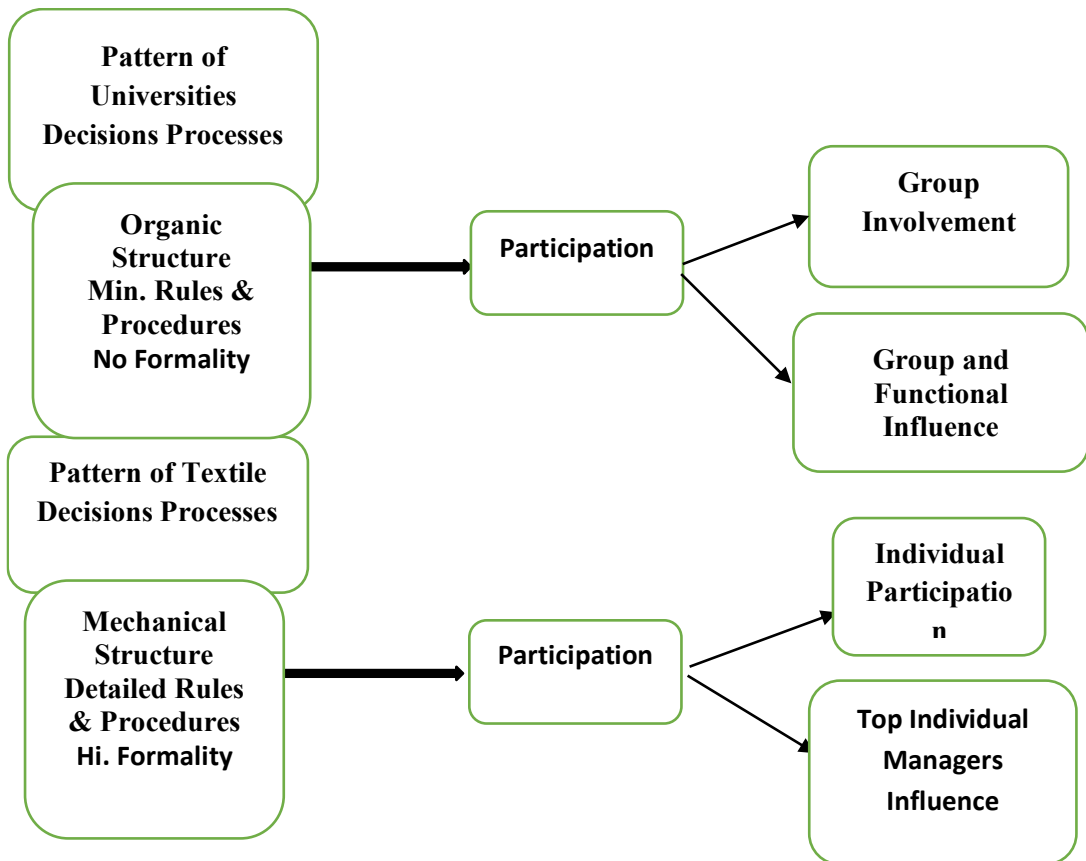 Pattern of
Universities
Decisions Processes
Organic
Structure
Min. Rules &
Procedures
No Formality
Participation
Group
Involvement
Group and
Functional
Influence
Pattern of Textile
Decisions Processes
Mechanical
Structure
Detailed Rules
& Procedures
Hi. Formality
Participation
Individual
Participatio
n
Top Individual
Managers
Influence